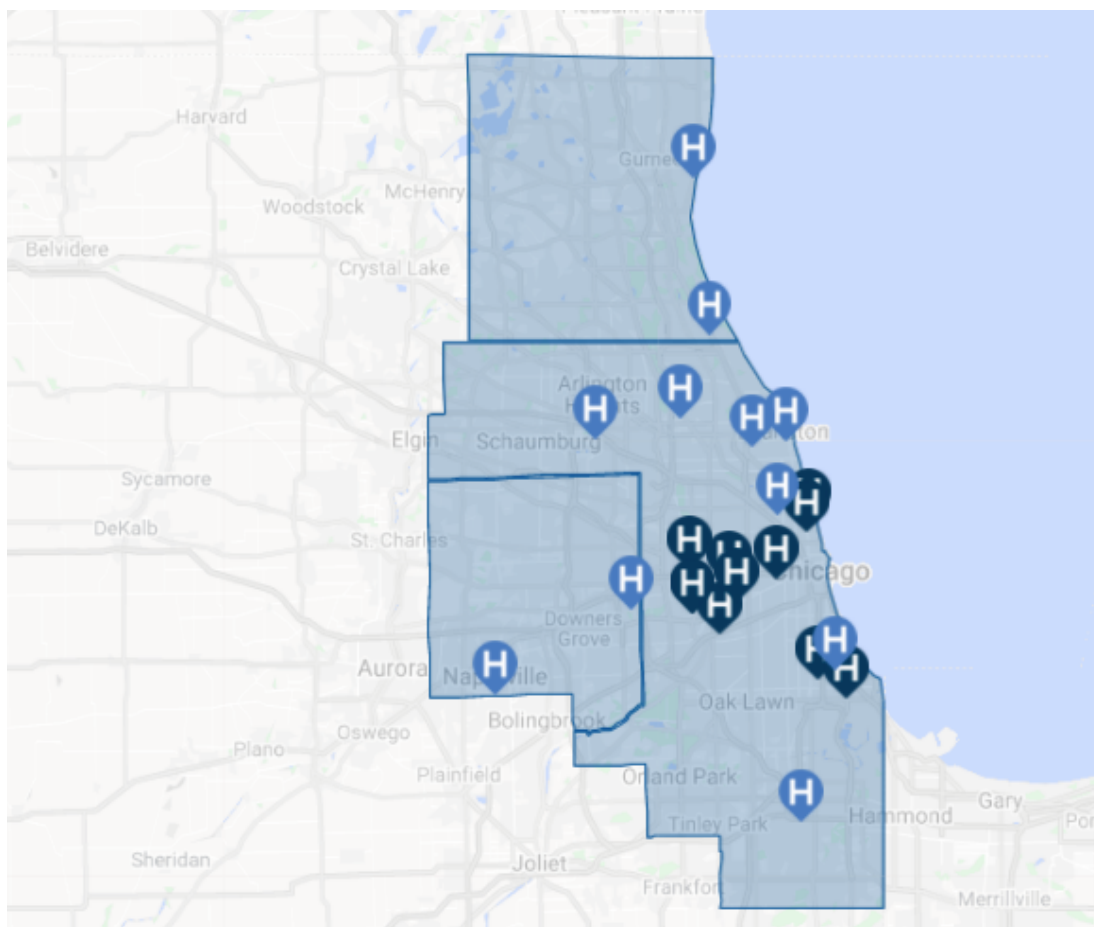 Harvard
McHenry
Woodstock
Belvidere
Crystal Lake
H
H
Arlington
H
H
H
H
Elgin
Schaumburg
Sycamore
H
H
DeKalb
St. Charles
H
H
H
H
H
H
H
Chicago
Downers
Grove
H
H
Aurora
H
Oak Lawn
Bolingbrook
Oswego
Plano
Plainfield
Orland Park
H
Gary
Hammond
Tinley Park
Sheridan
Joliet
Frankfort
Merrillville